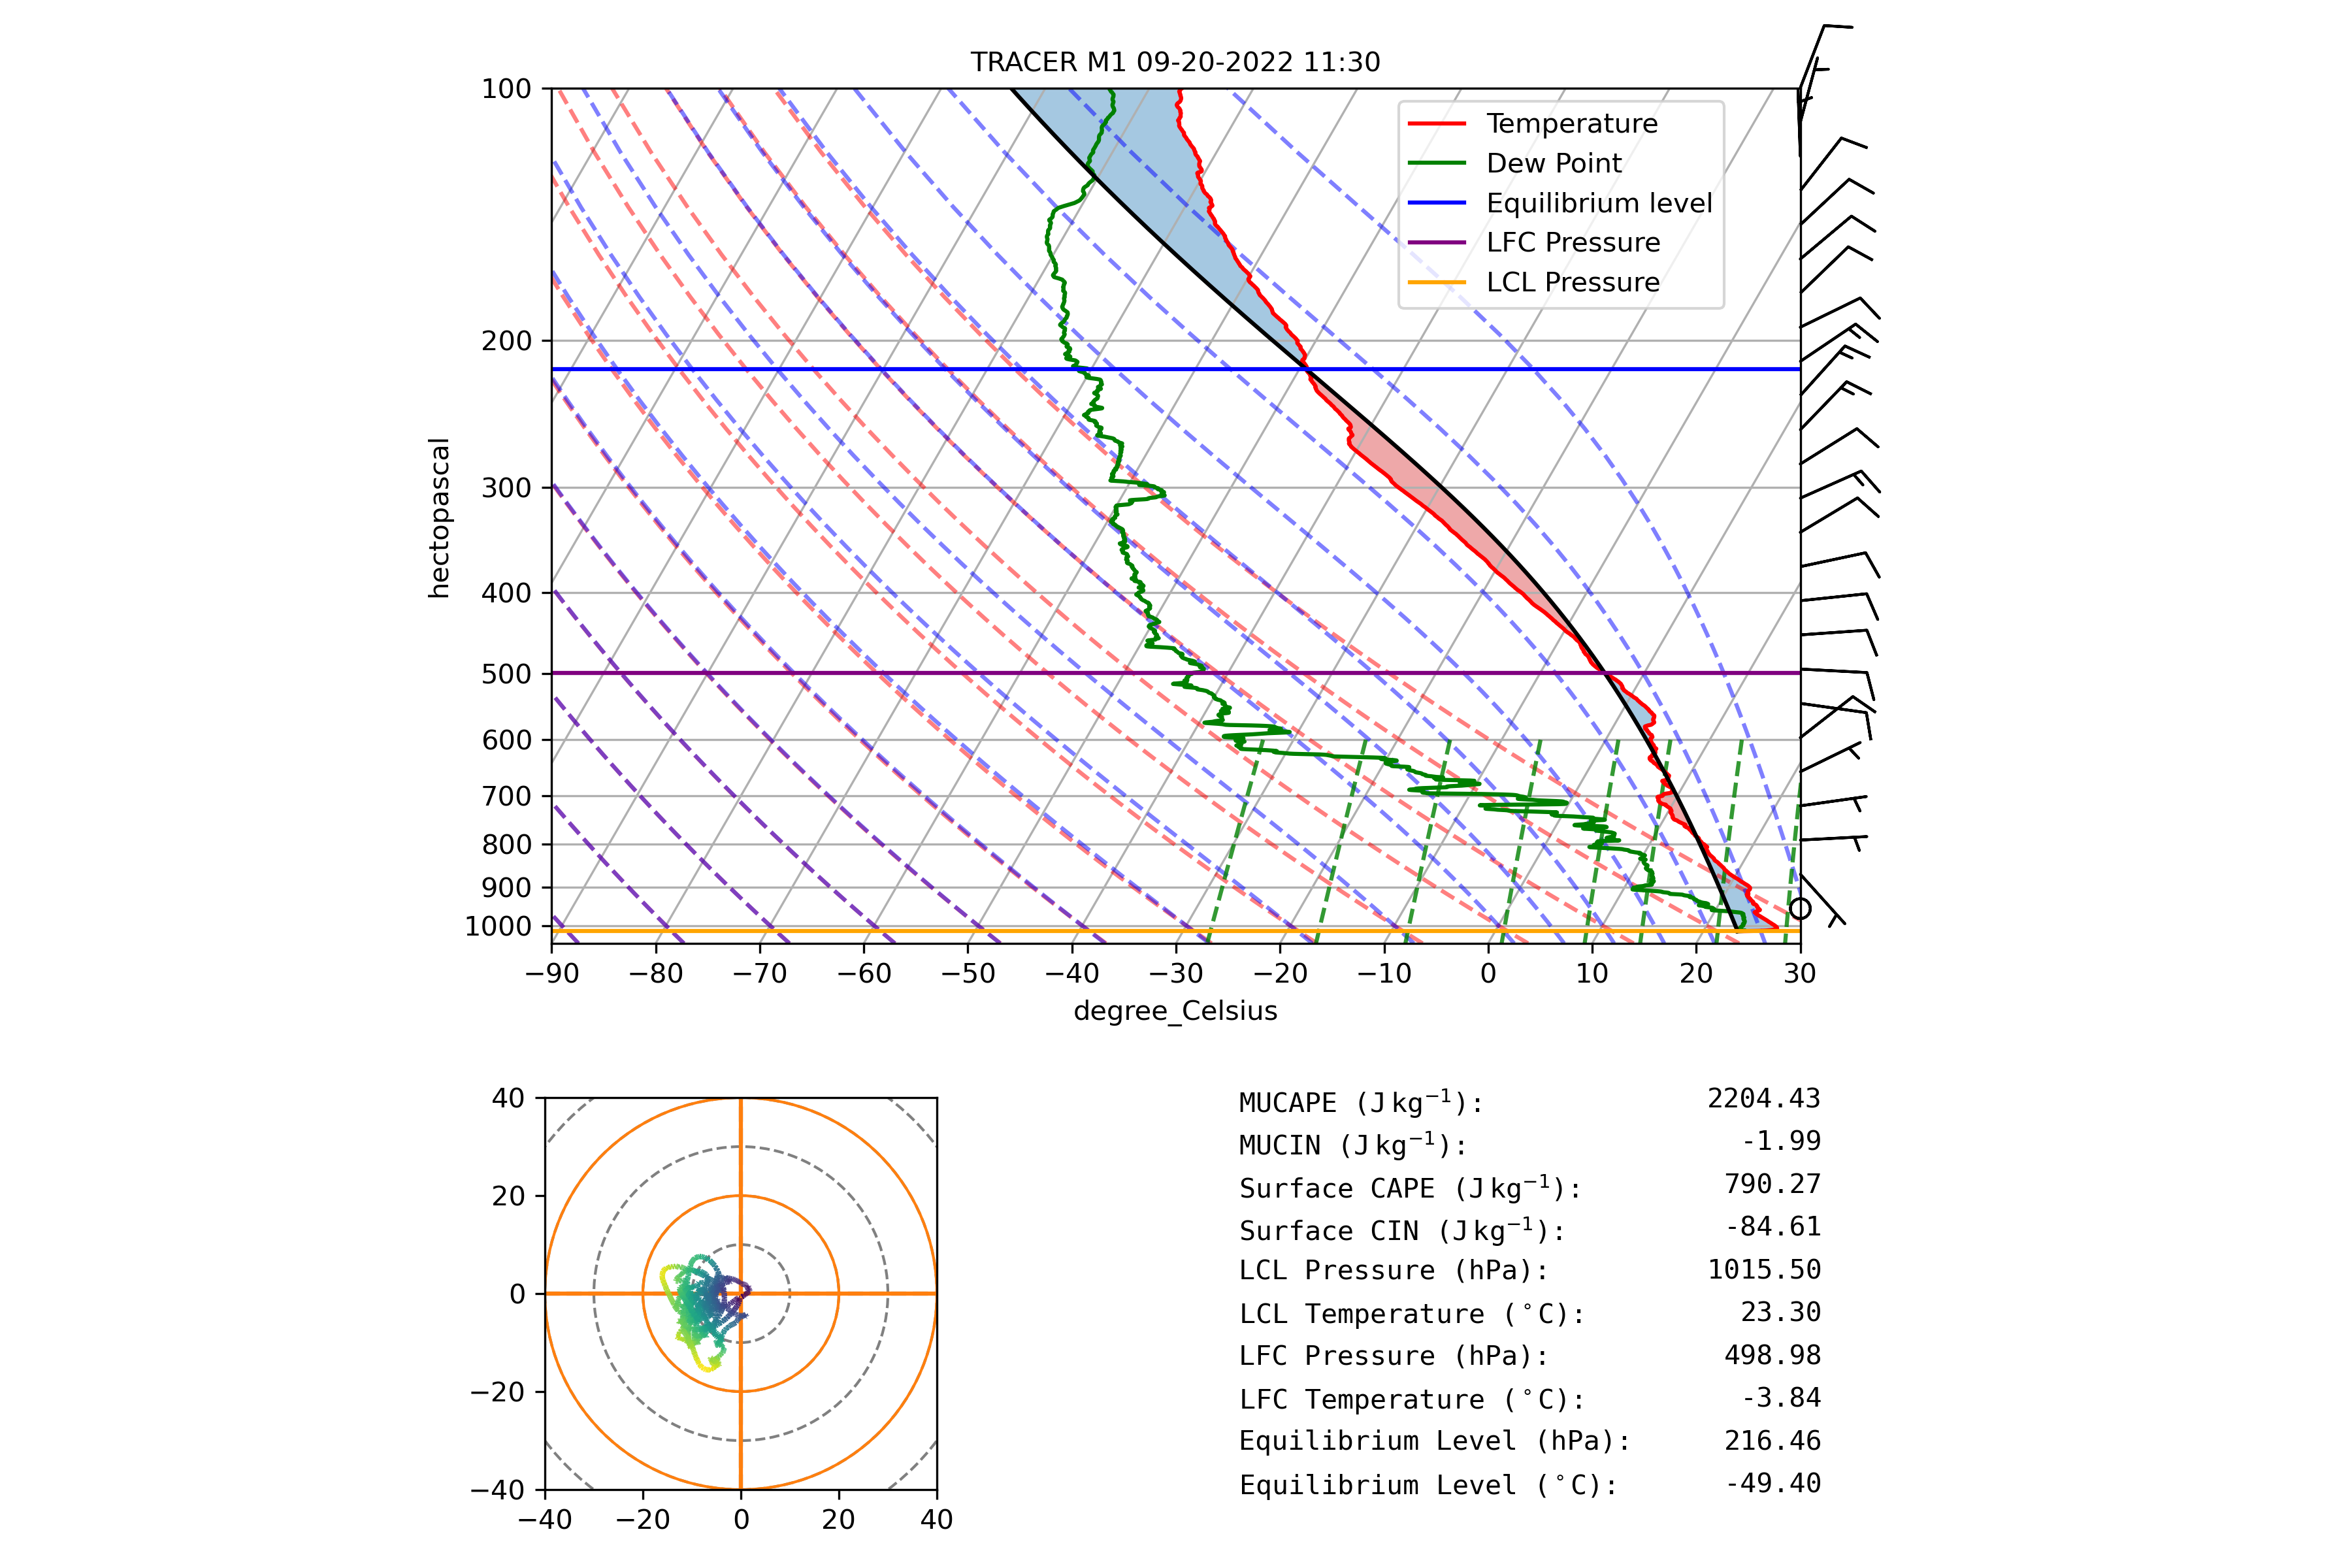 TRACER M1 09-20-2022 11:30
100
200
300
400
500
600
700
800
900
1000
hectopascal
Temperature
Dew Point
Equilibrium level
LFC Pressure
LCL Pressure
−90 −80 −70 −60 −50 −40 −30 −20 −10 0 10 20 30
degree_Celsius
40
20
0
−20
−40
−40 −20 0 20 40
MUCAPE (J kg⁻¹): 2204.43
MUCIN (J kg⁻¹): -1.99
Surface CAPE (J kg⁻¹): 790.27
Surface CIN (J kg⁻¹): -84.61
LCL Pressure (hPa): 1015.50
LCL Temperature (°C): 23.30
LFC Pressure (hPa): 498.98
LFC Temperature (°C): -3.84
Equilibrium Level (hPa): 216.46
Equilibrium Level (°C): -49.40